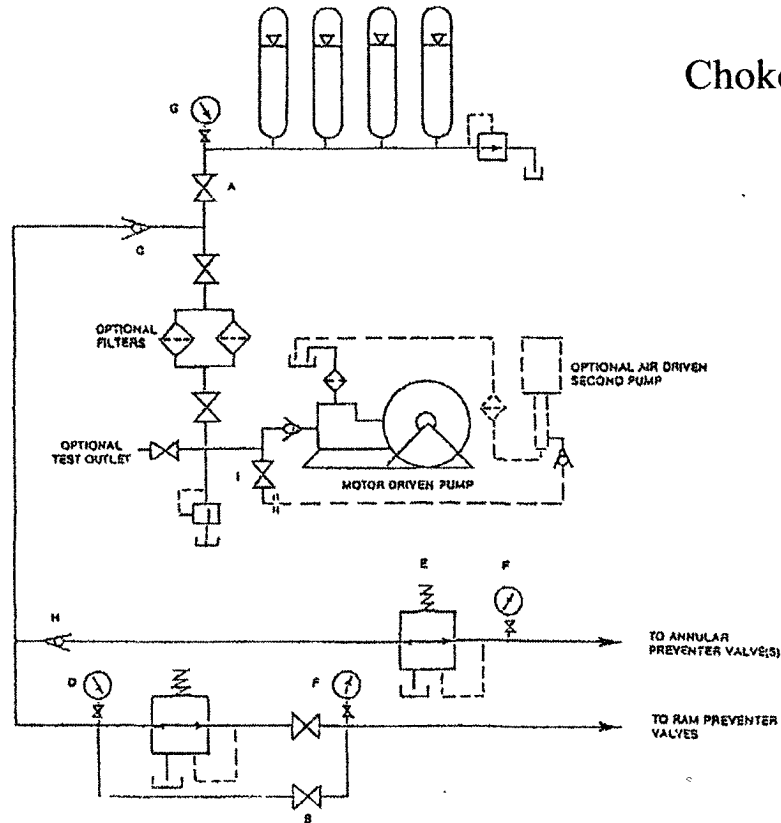 Choke
G
A
C
OPTIONAL
FILTERS
OPTIONAL AIR DRIVEN
SECOND PUMP
OPTIONAL
TEST OUTLET
I
MOTOR DRIVEN PUMP
E
F
H
TO ANNULAR
PREVENTER VALVE(S)
D
F
TO RAM PREVENTER
VALVES
B